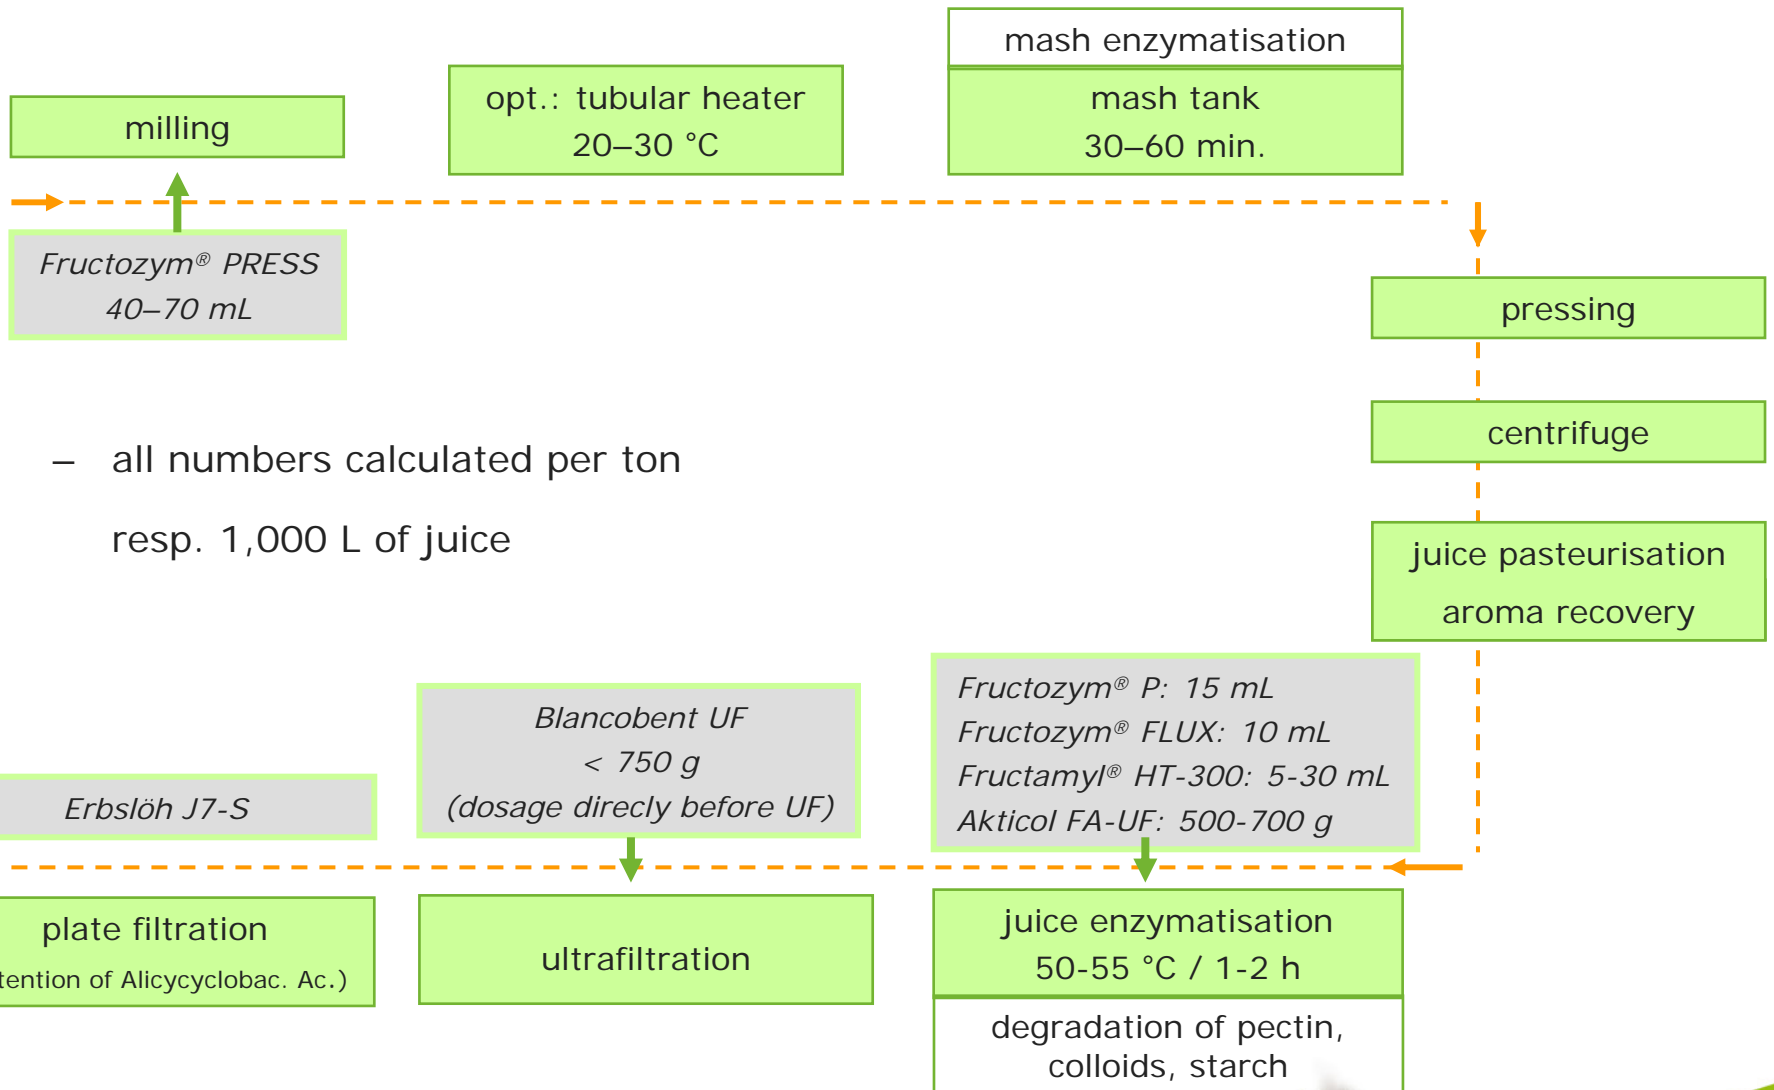 mash enzymatisation
milling
opt.: tubular heater
20–30 °C
mash tank
30–60 min.
Fructozym® PRESS
40–70 mL
pressing
centrifuge
– all numbers calculated per ton
resp. 1,000 L of juice
juice pasteurisation
aroma recovery
Fructozym® P: 15 mL
Fructozym® FLUX: 10 mL
Fructamyl® HT-300: 5-30 mL
Akticol FA-UF: 500-700 g
Blancobent UF
< 750 g
(dosage direcly before UF)
Erbslöh J7-S
juice enzymatisation
50-55 °C / 1-2 h
degradation of pectin,
colloids, starch
ultrafiltration
plate filtration
tention of Alicycyclobac. Ac.)